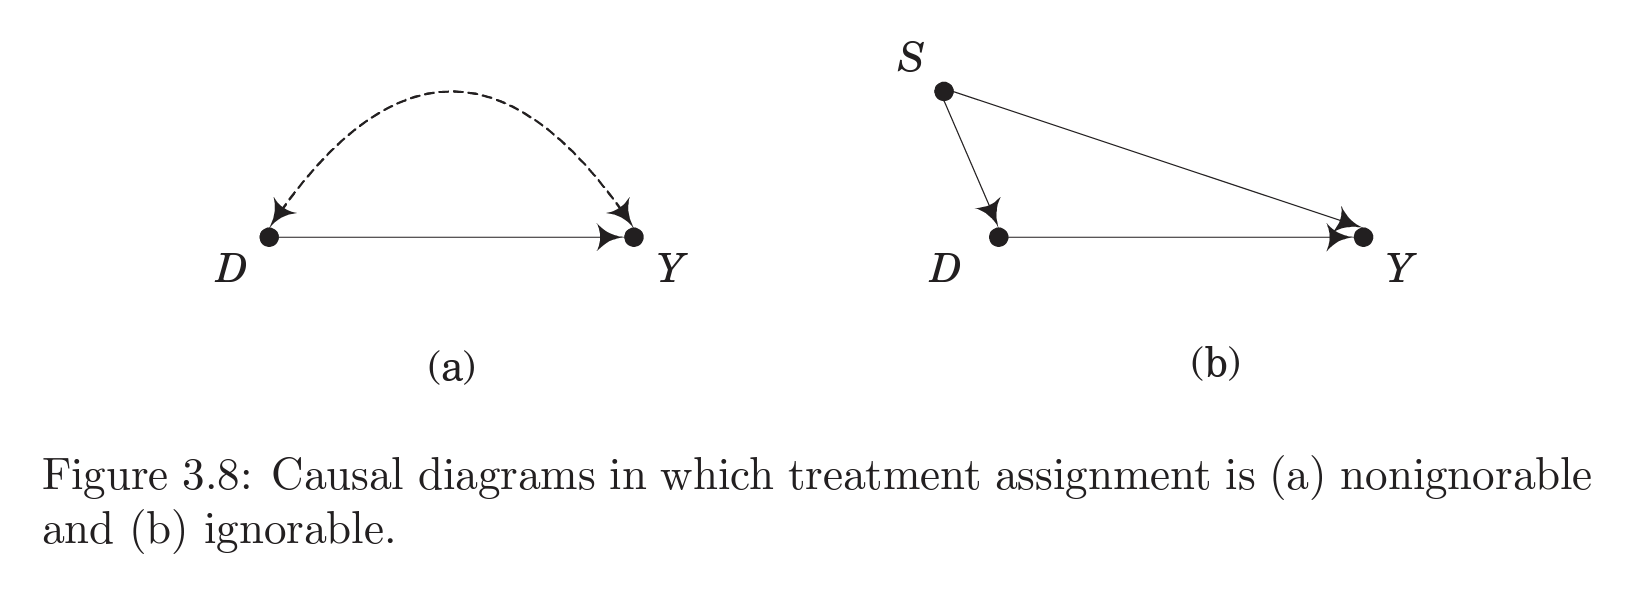 S
D
Y
D
Y
(a)
(b)
Figure 3.8: Causal diagrams in which treatment assignment is (a) nonignorable
and (b) ignorable.